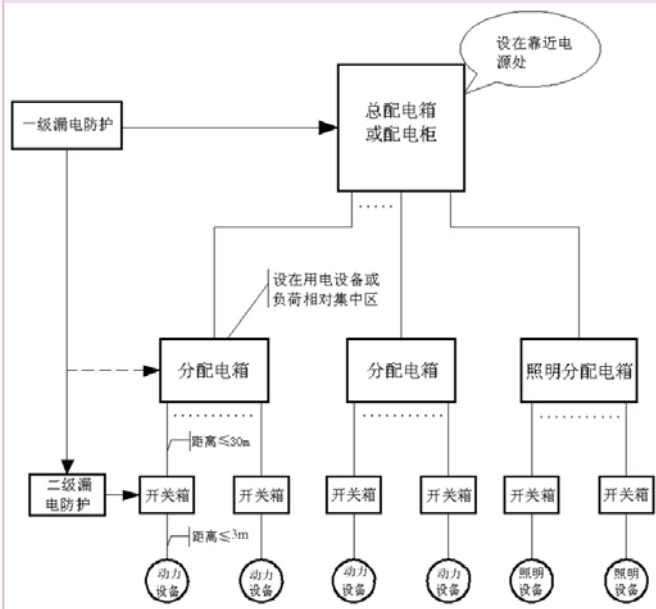 设在靠近电
源处
总配电箱
或配电柜
一级漏电防护
设在用电设备或
负荷相对集中区
分配电箱
分配电箱
照明分配电箱
距离≤30m
二级漏
电防护
开关箱
开关箱
开关箱
开关箱
开关箱
开关箱
距离≤3m
动力
设备
动力
设备
动力
设备
动力
设备
照明
设备
照明
设备